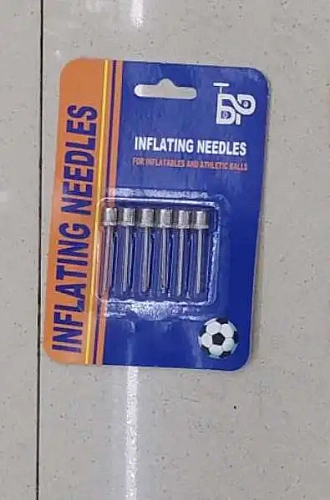 INFLATING NEEDLES
INFLATING NEEDLES
FOR INFLATABLES AND ATHLETIC BALLS